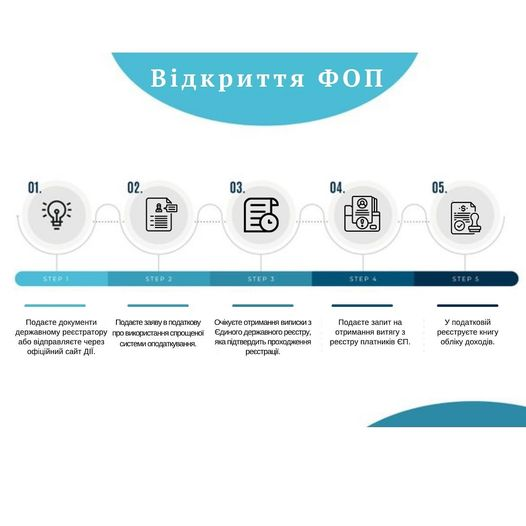 Відкриття ФОП
01.
02.
03.
04.
05.
STEP 1
STEP 2
STEP 3
STEP 4
STEP 5
Подаєте документи
державному реєстратору
або відправляєте через
офіційний сайт ДІЇ.
Подаєте заяву в податкову
про використання спрощеної
системи оподаткування.
Очікуєте отримання виписки з
Єдиного державного реєстру,
яка підтвердить проходження
реєстрації.
Подаєте запит на
отримання витягу з
реєстру платників ЄП.
У податковій
реєструєте книгу
обліку доходів.